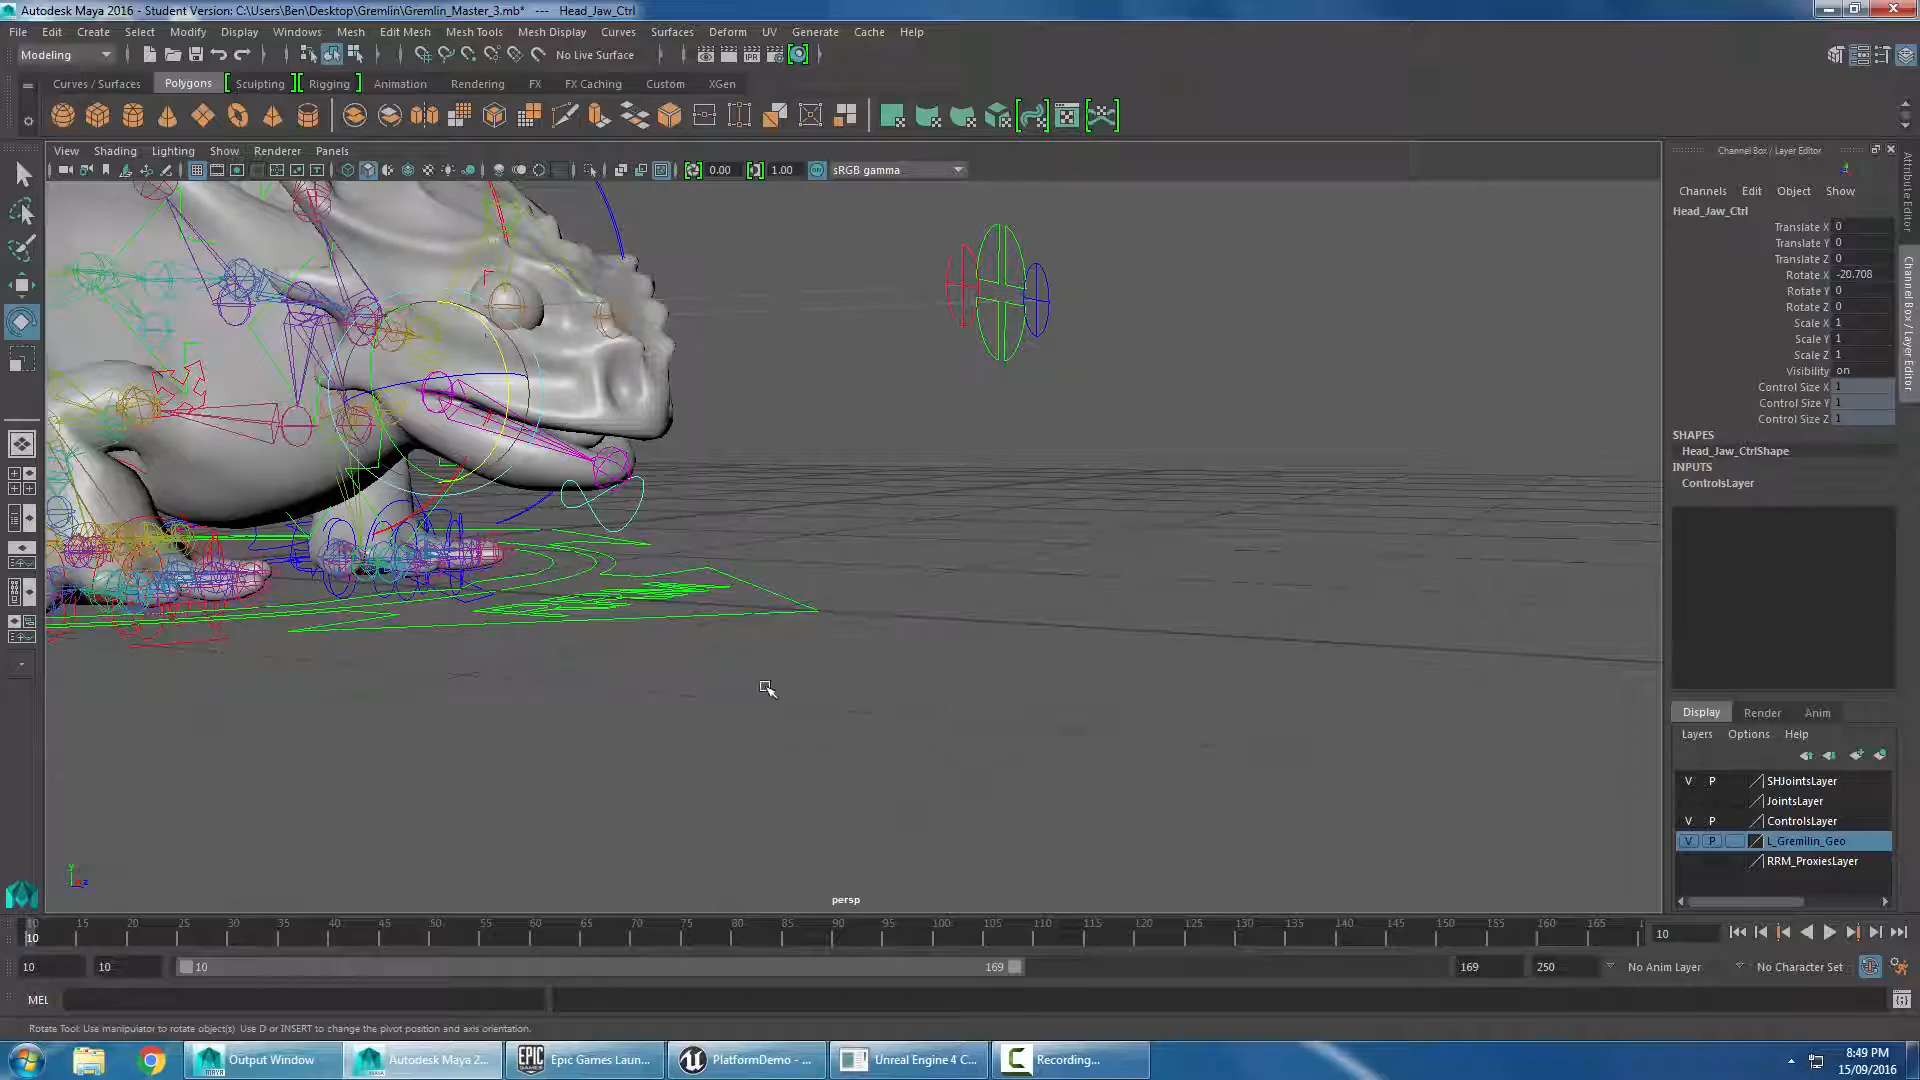 Autodesk Maya 2016 - Student Version: C:\Users\Ben\Desktop\Gremlin\Gremlin_Master_3.mb*   ---   Head_Jaw_Ctrl
File Edit Create Select Modify Display Windows Mesh Edit Mesh Mesh Tools Mesh Display Curves Surfaces Deform UV Generate Cache Help
Modeling No Live Surface
Curves / Surfaces Polygons Sculpting Rigging Animation Rendering FX FX Caching Custom XGen
View Shading Lighting Show Renderer Panels
0.00 1.00 sRGB gamma
persp
Channel Box / Layer Editor
Channels Edit Object Show
Head_Jaw_Ctrl
Translate X 0
Translate Y 0
Translate Z 0
Rotate X -20.708
Rotate Y 0
Rotate Z 0
Scale X 1
Scale Y 1
Scale Z 1
Visibility on
Control Size X 1
Control Size Y 1
Control Size Z 1
SHAPES
Head_Jaw_CtrlShape
INPUTS
ControlsLayer
Attribute Editor
Channel Box / Layer Editor
Display Render Anim
Layers Options Help
V P SHJointsLayer
JointsLayer
V P ControlsLayer
V P L_Gremilin_Geo
RRM_ProxiesLayer
10 15 20 25 30 35 40 45 50 55 60 65 70 75 80 85 90 95 100 105 110 115 120 125 130 135 140 145 150 155 160 165 1
10 10
10 10 10 169 169 250 No Anim Layer No Character Set
MEL
Rotate Tool: Use manipulator to rotate object(s)  Use D or INSERT to change the pivot position and axis orientation.
Output Window Autodesk Maya 2... Epic Games Laun... PlatformDemo - ... Unreal Engine 4 C... Recording...
8:49 PM
15/09/2016